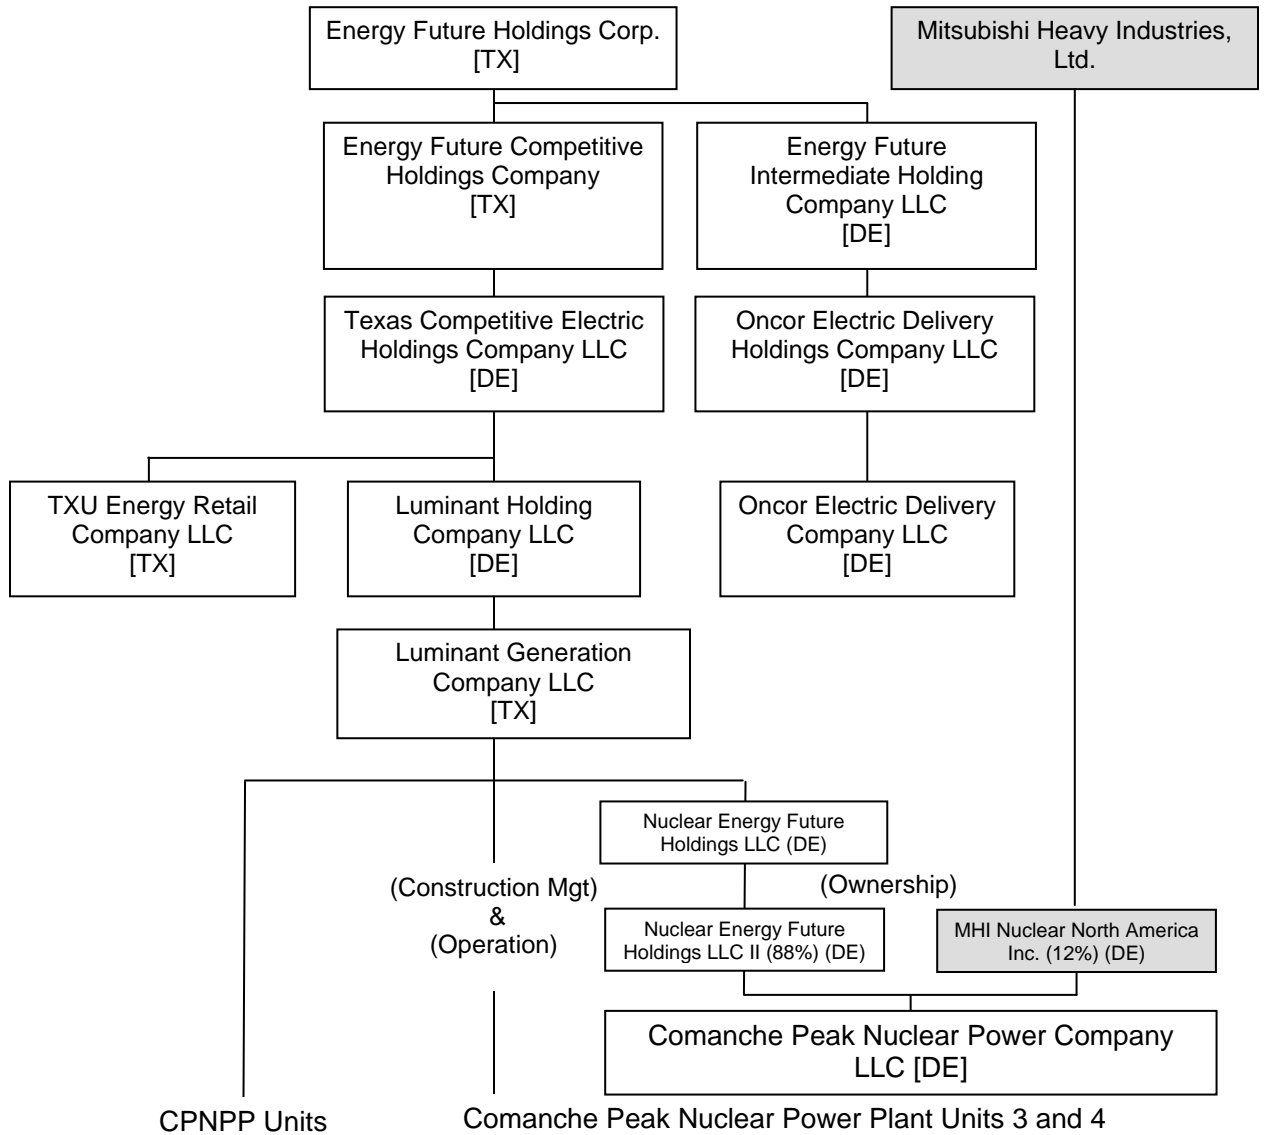 Energy Future Holdings Corp.
[TX]
Mitsubishi Heavy Industries,
Ltd.
Energy Future Competitive
Holdings Company
[TX]
Energy Future
Intermediate Holding
Company LLC
[DE]
Texas Competitive Electric
Holdings Company LLC
[DE]
Oncor Electric Delivery
Holdings Company LLC
[DE]
TXU Energy Retail
Company LLC
[TX]
Luminant Holding
Company LLC
[DE]
Oncor Electric Delivery
Company LLC
[DE]
Luminant Generation
Company LLC
[TX]
Nuclear Energy Future
Holdings LLC (DE)
(Construction Mgt)
&
(Operation)
(Ownership)
Nuclear Energy Future
Holdings LLC II (88%) (DE)
MHI Nuclear North America
Inc. (12%) (DE)
Comanche Peak Nuclear Power Company
LLC [DE]
CPNPP Units
Comanche Peak Nuclear Power Plant Units 3 and 4